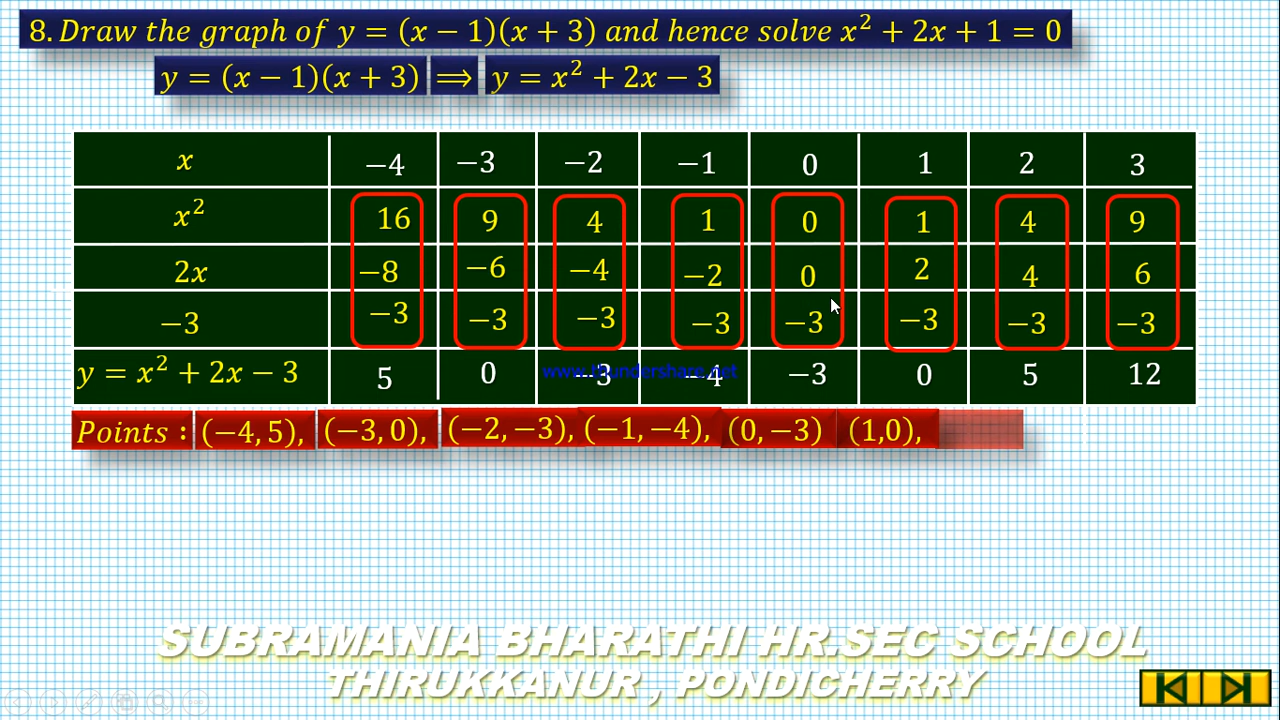 8. Draw the graph of y = (x − 1)(x + 3) and hence solve x² + 2x + 1 = 0
y = (x − 1)(x + 3) ⟹ y = x² + 2x − 3
x −4 −3 −2 −1 0 1 2 3
x² 16 9 4 1 0 1 4 9
2x −8 −6 −4 −2 0 2 4 6
−3 −3 −3 −3 −3 −3 −3 −3 −3
y = x² + 2x − 3 5 0 −3 −4 −3 0 5 12
www.thundershare.net
Points : (−4, 5), (−3, 0), (−2, −3), (−1, −4), (0, −3) (1,0),
SUBRAMANIA BHARATHI HR.SEC SCHOOL
THIRUKKANUR , PONDICHERRY